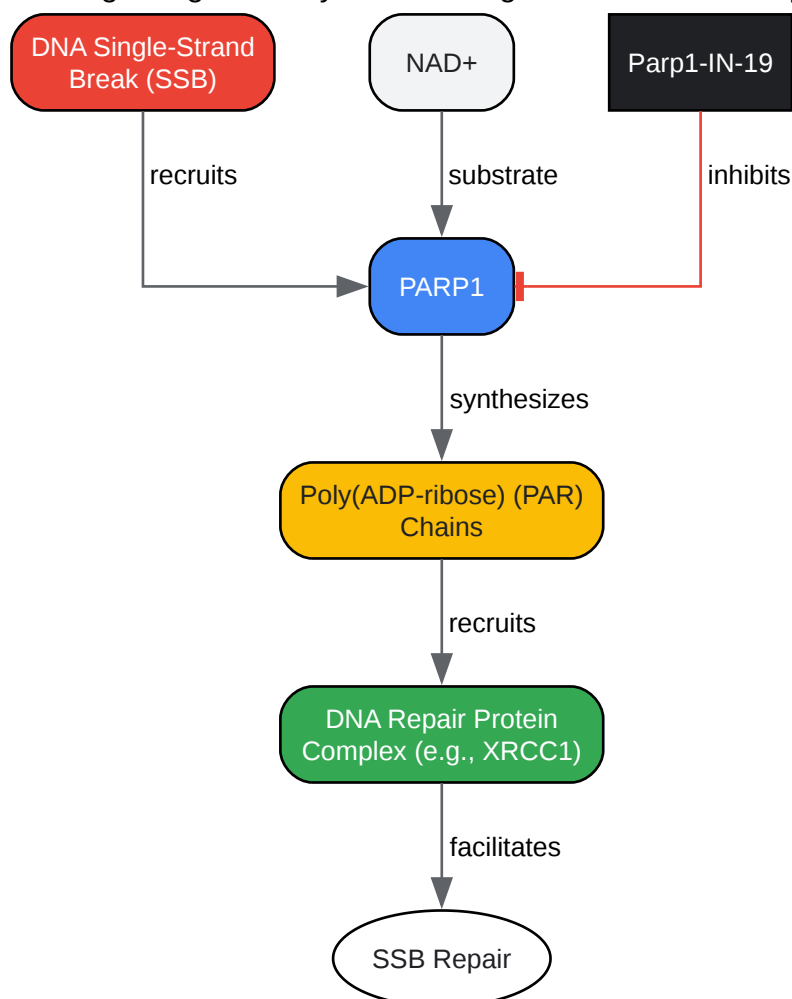 DNA Single-Strand
Break (SSB)
NAD+
Parp1-IN-19
recruits
substrate
inhibits
PARP1
synthesizes
Poly(ADP-ribose) (PAR)
Chains
recruits
DNA Repair Protein
Complex (e.g., XRCC1)
facilitates
SSB Repair